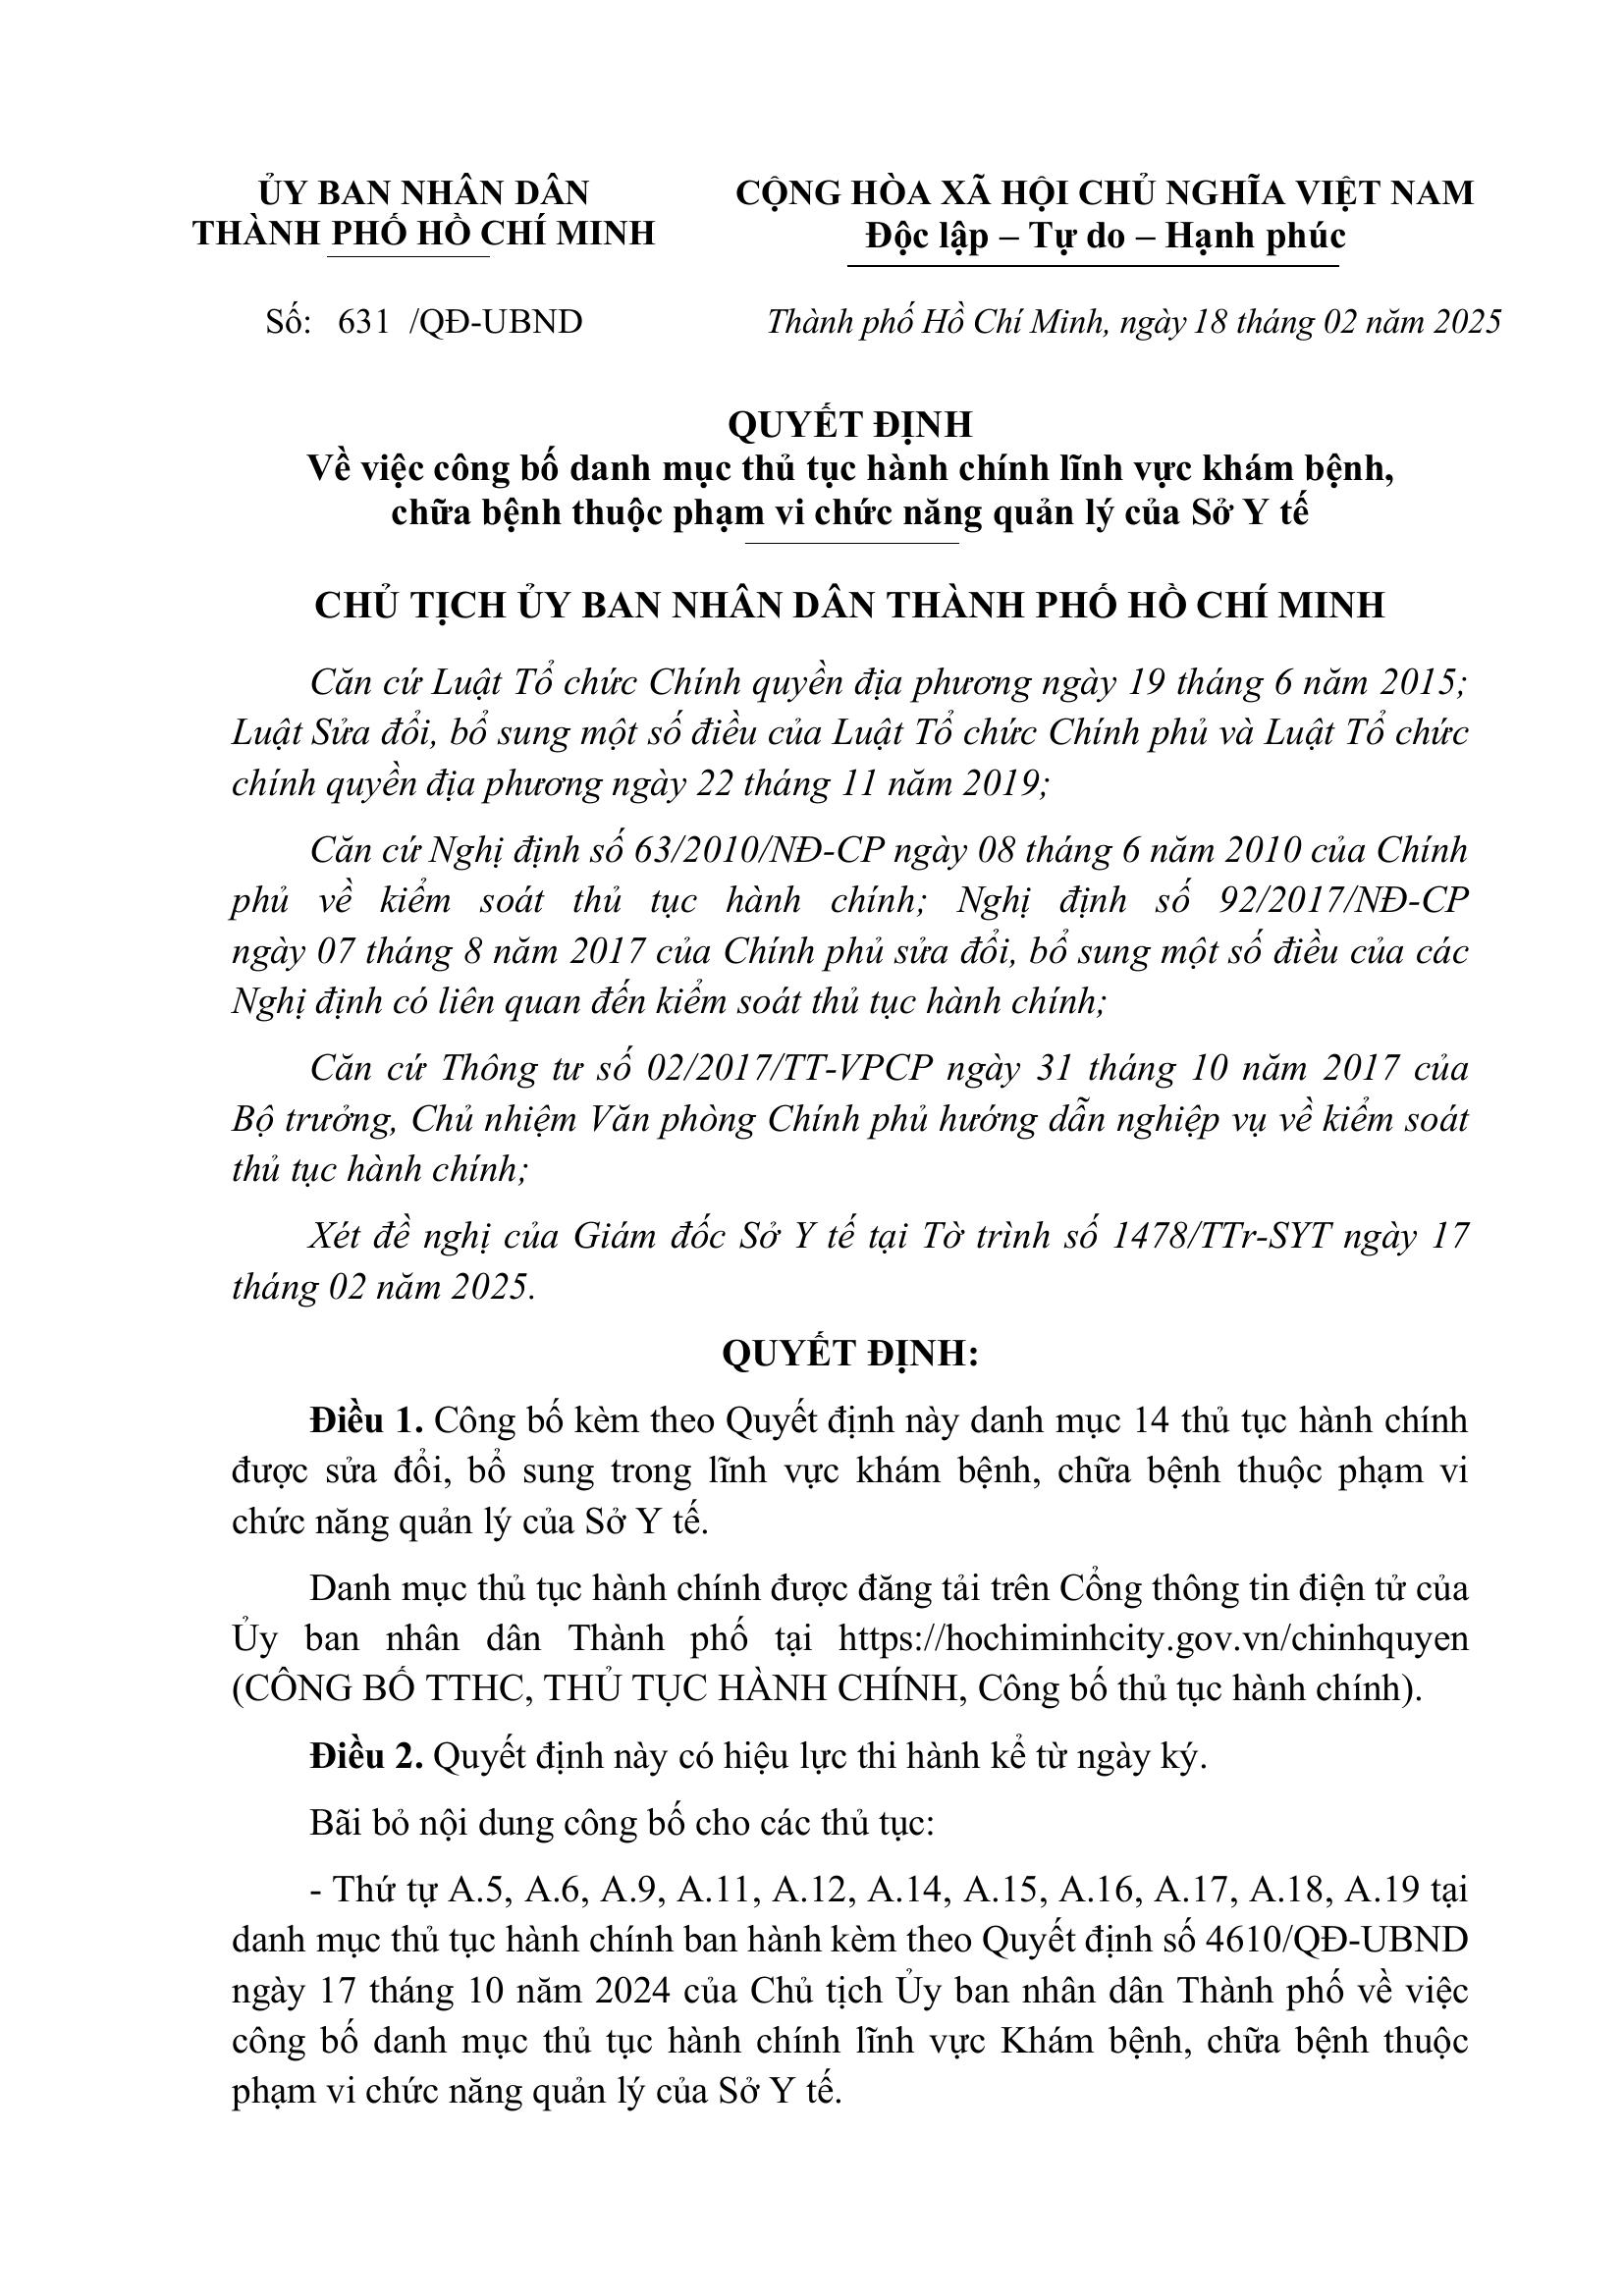 ỦY BAN NHÂN DÂN
THÀNH PHỐ HỒ CHÍ MINH
CỘNG HÒA XÃ HỘI CHỦ NGHĨA VIỆT NAM
Độc lập – Tự do – Hạnh phúc
Số: 631 /QĐ-UBND
Thành phố Hồ Chí Minh, ngày 18 tháng 02 năm 2025
QUYẾT ĐỊNH
Về việc công bố danh mục thủ tục hành chính lĩnh vực khám bệnh,
chữa bệnh thuộc phạm vi chức năng quản lý của Sở Y tế
CHỦ TỊCH ỦY BAN NHÂN DÂN THÀNH PHỐ HỒ CHÍ MINH
Căn cứ Luật Tổ chức Chính quyền địa phương ngày 19 tháng 6 năm 2015;
Luật Sửa đổi, bổ sung một số điều của Luật Tổ chức Chính phủ và Luật Tổ chức
chính quyền địa phương ngày 22 tháng 11 năm 2019;
Căn cứ Nghị định số 63/2010/NĐ-CP ngày 08 tháng 6 năm 2010 của Chính
phủ về kiểm soát thủ tục hành chính; Nghị định số 92/2017/NĐ-CP
ngày 07 tháng 8 năm 2017 của Chính phủ sửa đổi, bổ sung một số điều của các
Nghị định có liên quan đến kiểm soát thủ tục hành chính;
Căn cứ Thông tư số 02/2017/TT-VPCP ngày 31 tháng 10 năm 2017 của
Bộ trưởng, Chủ nhiệm Văn phòng Chính phủ hướng dẫn nghiệp vụ về kiểm soát
thủ tục hành chính;
Xét đề nghị của Giám đốc Sở Y tế tại Tờ trình số 1478/TTr-SYT ngày 17
tháng 02 năm 2025.
QUYẾT ĐỊNH:
Điều 1. Công bố kèm theo Quyết định này danh mục 14 thủ tục hành chính
được sửa đổi, bổ sung trong lĩnh vực khám bệnh, chữa bệnh thuộc phạm vi
chức năng quản lý của Sở Y tế.
Danh mục thủ tục hành chính được đăng tải trên Cổng thông tin điện tử của
Ủy ban nhân dân Thành phố tại https://hochiminhcity.gov.vn/chinhquyen
(CÔNG BỐ TTHC, THỦ TỤC HÀNH CHÍNH, Công bố thủ tục hành chính).
Điều 2. Quyết định này có hiệu lực thi hành kể từ ngày ký.
Bãi bỏ nội dung công bố cho các thủ tục:
- Thứ tự A.5, A.6, A.9, A.11, A.12, A.14, A.15, A.16, A.17, A.18, A.19 tại
danh mục thủ tục hành chính ban hành kèm theo Quyết định số 4610/QĐ-UBND
ngày 17 tháng 10 năm 2024 của Chủ tịch Ủy ban nhân dân Thành phố về việc
công bố danh mục thủ tục hành chính lĩnh vực Khám bệnh, chữa bệnh thuộc
phạm vi chức năng quản lý của Sở Y tế.